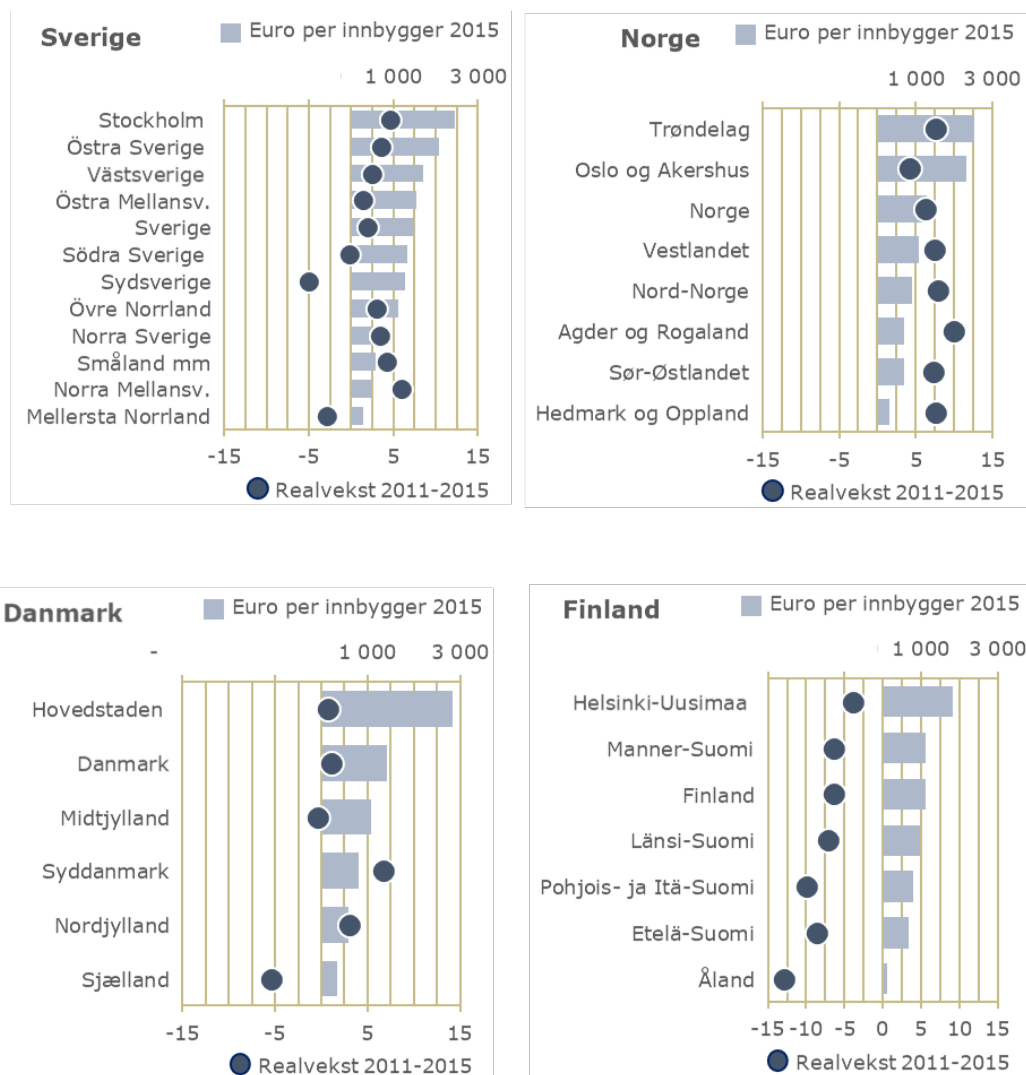 Sverige
Euro per innbygger 2015
1 000 3 000
Stockholm
Östra Sverige
Västsverige
Östra Mellansv.
Sverige
Södra Sverige
Sydsverige
Övre Norrland
Norra Sverige
Småland mm
Norra Mellansv.
Mellersta Norrland
-15 -5 5 15
Realvekst 2011-2015
Norge
Euro per innbygger 2015
1 000 3 000
Trøndelag
Oslo og Akershus
Norge
Vestlandet
Nord-Norge
Agder og Rogaland
Sør-Østlandet
Hedmark og Oppland
-15 -5 5 15
Realvekst 2011-2015
Danmark
Euro per innbygger 2015
- 1 000 3 000
Hovedstaden
Danmark
Midtjylland
Syddanmark
Nordjylland
Sjælland
-15 -5 5 15
Realvekst 2011-2015
Finland
Euro per innbygger 2015
1 000 3 000
Helsinki-Uusimaa
Manner-Suomi
Finland
Länsi-Suomi
Pohjois- ja Itä-Suomi
Etelä-Suomi
Åland
-15 -10 -5 0 5 10 15
Realvekst 2011-2015